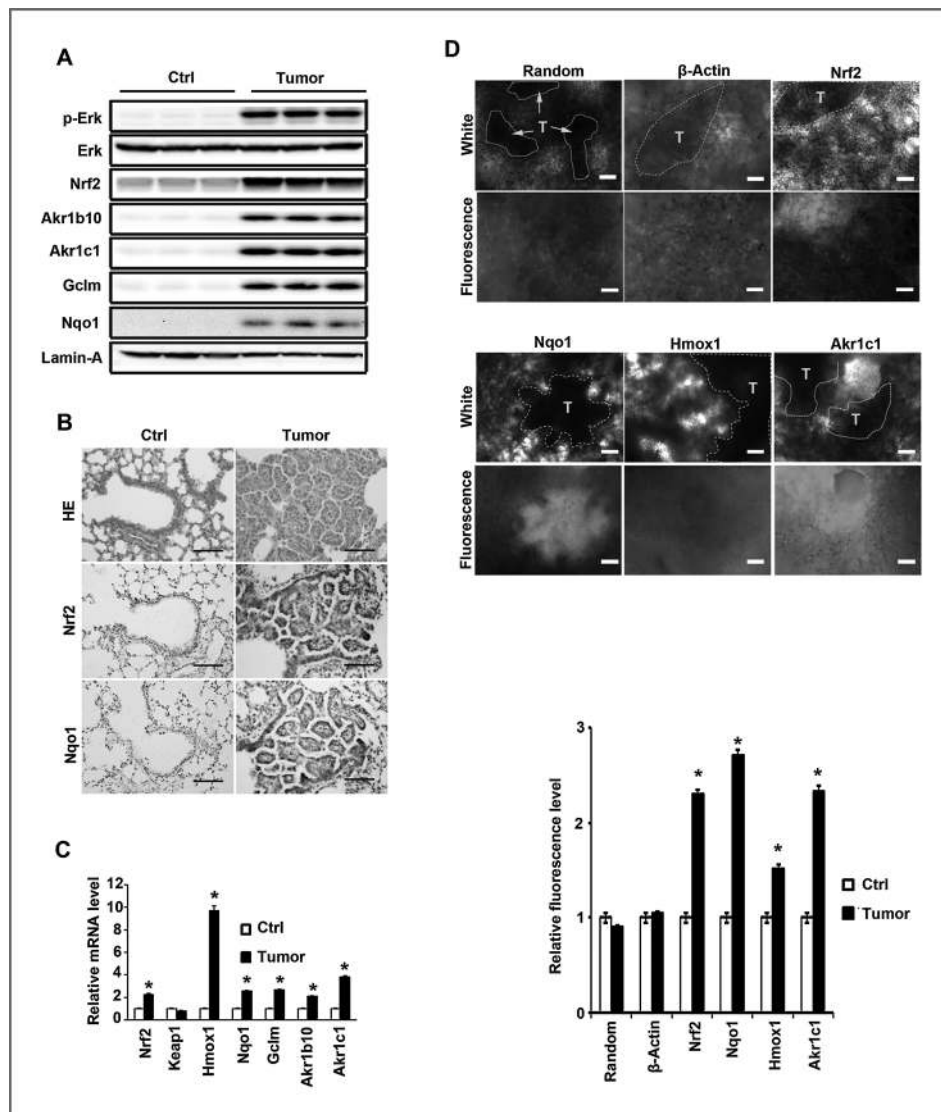 A
Ctrl Tumor
p-Erk
Erk
Nrf2
Akr1b10
Akr1c1
Gclm
Nqo1
Lamin-A
B
Ctrl Tumor
HE
Nrf2
Nqo1
C
Relative mRNA level
12
10
8
6
4
2
0
* * * * * *
Ctrl
Tumor
Nrf2 Keap1 Hmox1 Nqo1 Gclm Akr1b10 Akr1c1
D
Random β-Actin Nrf2
White
T T T
Fluorescence
Nqo1 Hmox1 Akr1c1
White
T T T T
Fluorescence
Relative fluorescence level
3
2
1
0
* * * *
Ctrl
Tumor
Random β-Actin Nrf2 Nqo1 Hmox1 Akr1c1